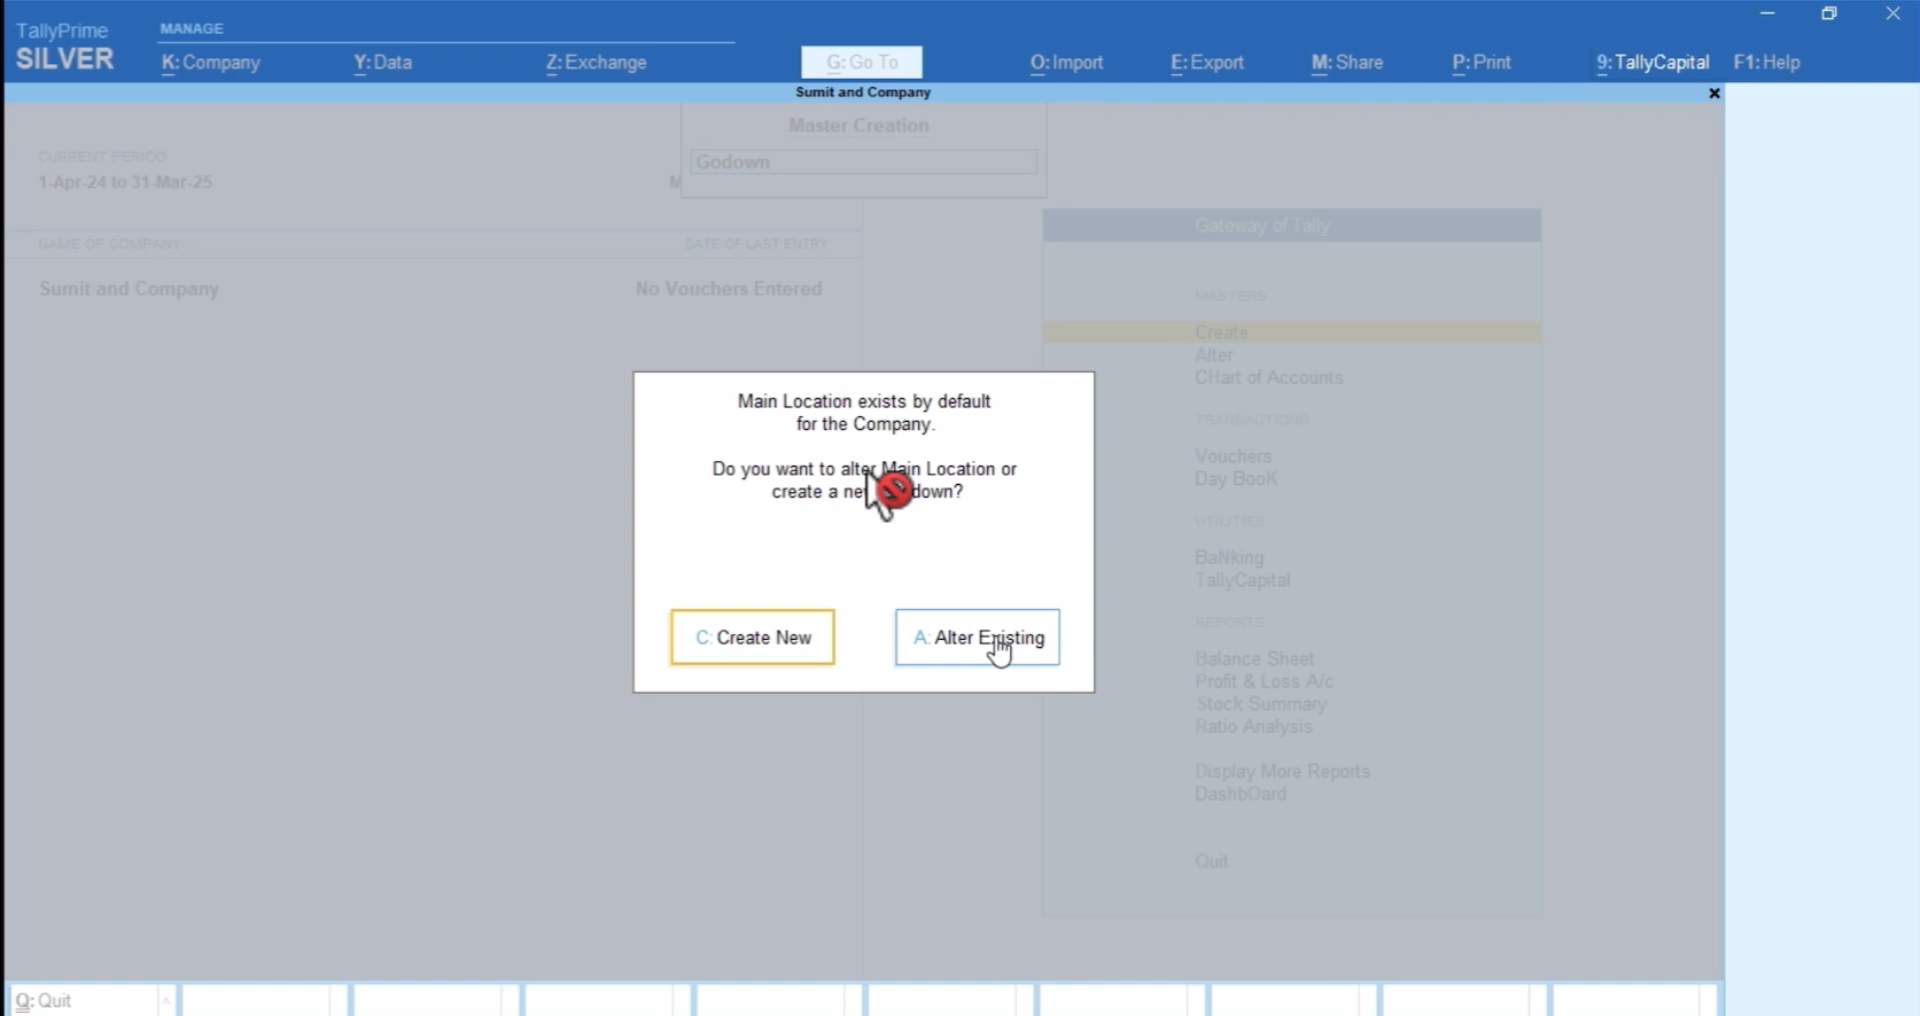 TallyPrime
SILVER
MANAGE
K: Company
Y: Data
Z: Exchange
G: Go To
O: Import
E: Export
M: Share
P: Print
9: TallyCapital
F1: Help
Sumit and Company
Master Creation
Godown
CURRENT PERIOD
1-Apr-24 to 31-Mar-25
M
NAME OF COMPANY
DATE OF LAST ENTRY
Sumit and Company
No Vouchers Entered
Main Location exists by default
for the Company.
Do you want to alter Main Location or
create a
C: Create New
A: Alter Existing
Gateway of Tally
MASTERS
Create
Alter
CHart of Accounts
TRANSACTIONS
Vouchers
Day BooK
UTILITIES
BaNking
TallyCapital
REPORTS
Balance Sheet
Profit & Loss A/c
Stock Summary
Ratio Analysis
Display More Reports
DashbOard
Quit
Q: Quit